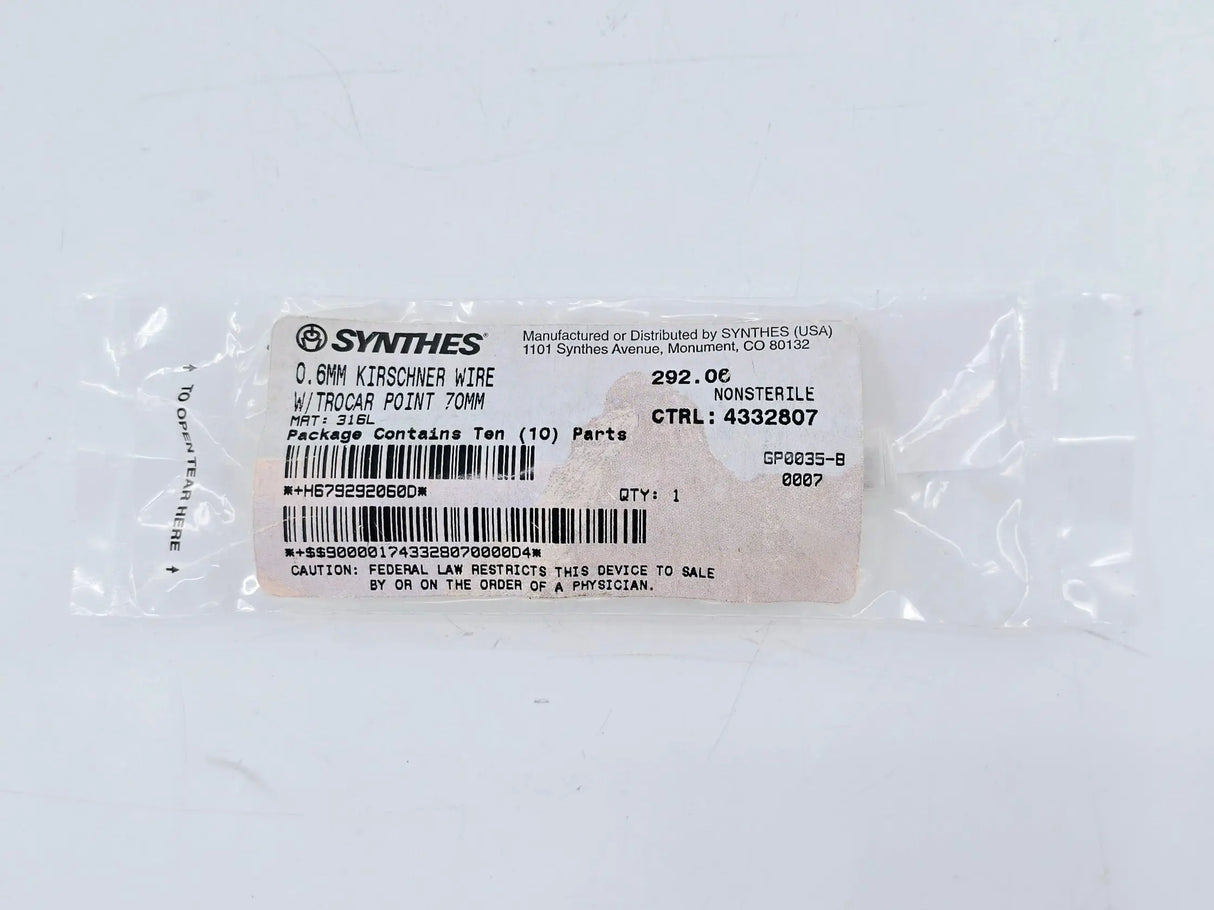 ↑ TO OPEN TEAR HERE ↑
SYNTHES®
Manufactured or Distributed by SYNTHES (USA)
1101 Synthes Avenue, Monument, CO 80132
0.6MM KIRSCHNER WIRE
W/TROCAR POINT 70MM
MAT: 316L
Package Contains Ten (10) Parts
292.06
NONSTERILE
CTRL: 4332807
GP0035-B
0007
*+H679292060D*
QTY: 1
*+$$900001743328070000D4*
CAUTION: FEDERAL LAW RESTRICTS THIS DEVICE TO SALE
BY OR ON THE ORDER OF A PHYSICIAN.